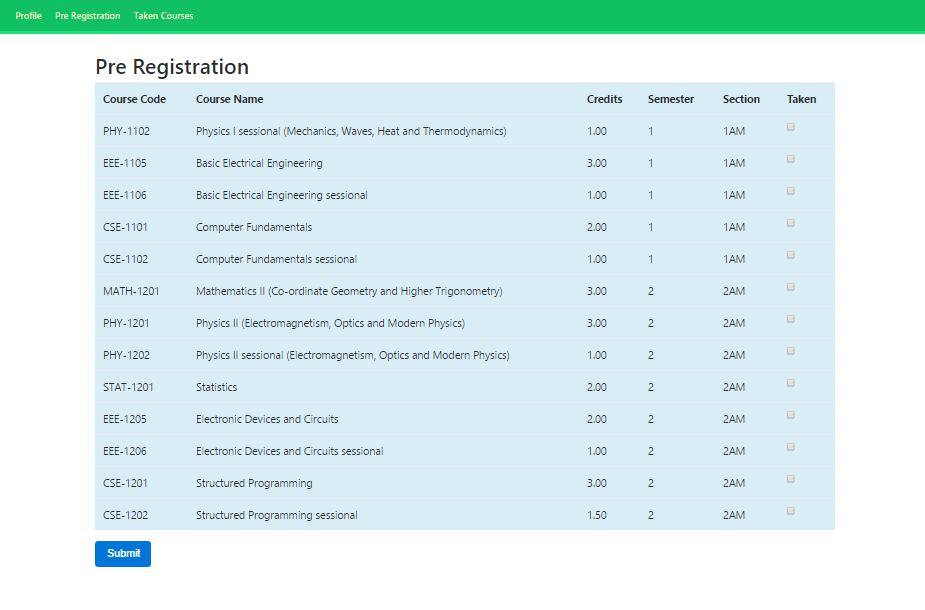 Profile Pre Registration Taken Courses
Pre Registration
Course Code Course Name Credits Semester Section Taken
PHY-1102 Physics I sessional (Mechanics, Waves, Heat and Thermodynamics) 1.00 1 1AM
EEE-1105 Basic Electrical Engineering 3.00 1 1AM
EEE-1106 Basic Electrical Engineering sessional 1.00 1 1AM
CSE-1101 Computer Fundamentals 2.00 1 1AM
CSE-1102 Computer Fundamentals sessional 1.00 1 1AM
MATH-1201 Mathematics II (Co-ordinate Geometry and Higher Trigonometry) 3.00 2 2AM
PHY-1201 Physics II (Electromagnetism, Optics and Modern Physics) 3.00 2 2AM
PHY-1202 Physics II sessional (Electromagnetism, Optics and Modern Physics) 1.00 2 2AM
STAT-1201 Statistics 2.00 2 2AM
EEE-1205 Electronic Devices and Circuits 2.00 2 2AM
EEE-1206 Electronic Devices and Circuits sessional 1.00 2 2AM
CSE-1201 Structured Programming 3.00 2 2AM
CSE-1202 Structured Programming sessional 1.50 2 2AM
Submit